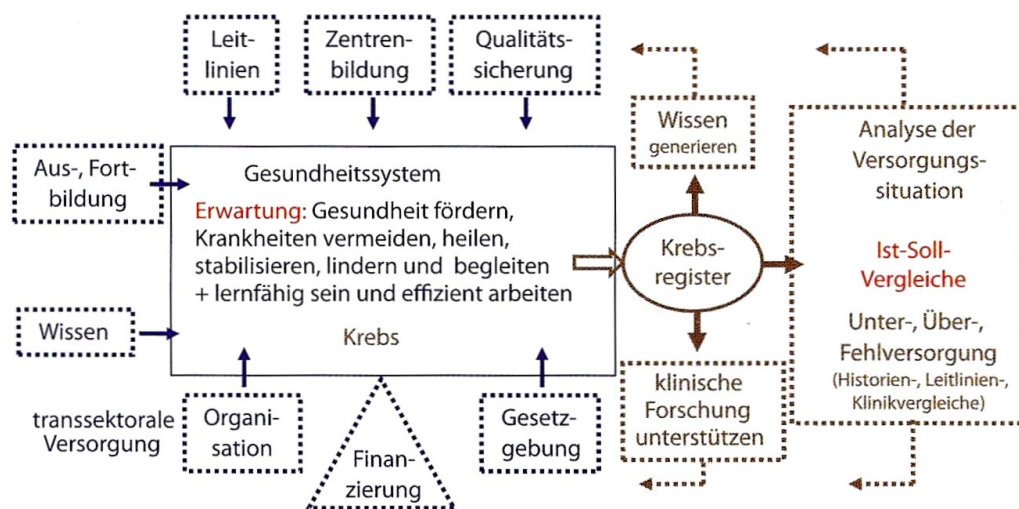 Leit-
linien
Zentren-
bildung
Qualitäts-
sicherung
Aus-, Fort-
bildung
Wissen
Gesundheitssystem
Erwartung: Gesundheit fördern,
Krankheiten vermeiden, heilen,
stabilisieren, lindern und begleiten
+ lernfähig sein und effizient arbeiten
Krebs
transsektorale
Versorgung
Organi-
sation
Finan-
zierung
Gesetz-
gebung
Wissen
generieren
Krebs-
register
klinische
Forschung
unterstützen
Analyse der
Versorgungs-
situation
Ist-Soll-
Vergleiche
Unter-, Über-,
Fehlversorgung
(Historien-, Leitlinien-,
Klinikvergleiche)